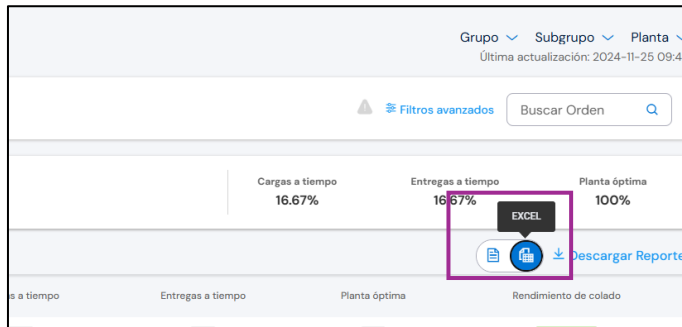 Grupo Subgrupo Planta
Última actualización: 2024-11-25 09:4
Filtros avanzados Buscar Orden
Cargas a tiempo Entregas a tiempo Planta óptima
16.67% 16.67% 100%
EXCEL
Descargar Reporte
s a tiempo Entregas a tiempo Planta óptima Rendimiento de colado